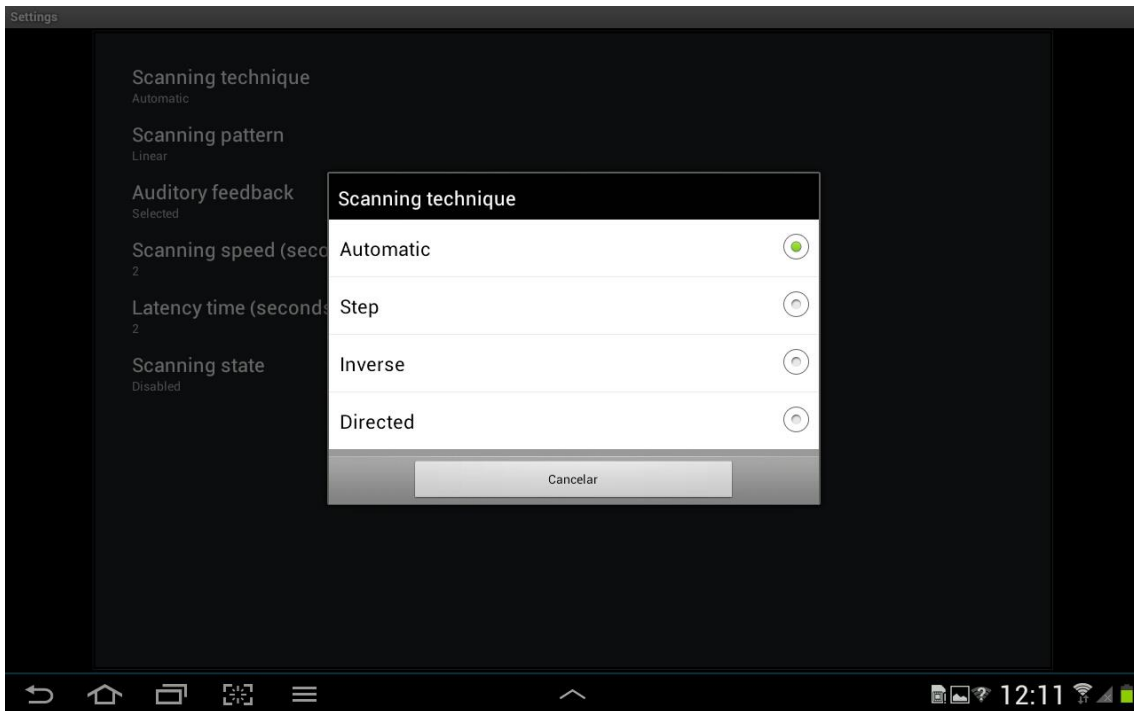 Settings
Scanning technique
Automatic
Scanning pattern
Linear
Auditory feedback
Selected
Scanning speed (seco
2
Latency time (seconds
2
Scanning state
Disabled
Scanning technique
Automatic
Step
Inverse
Directed
Cancelar
12:11